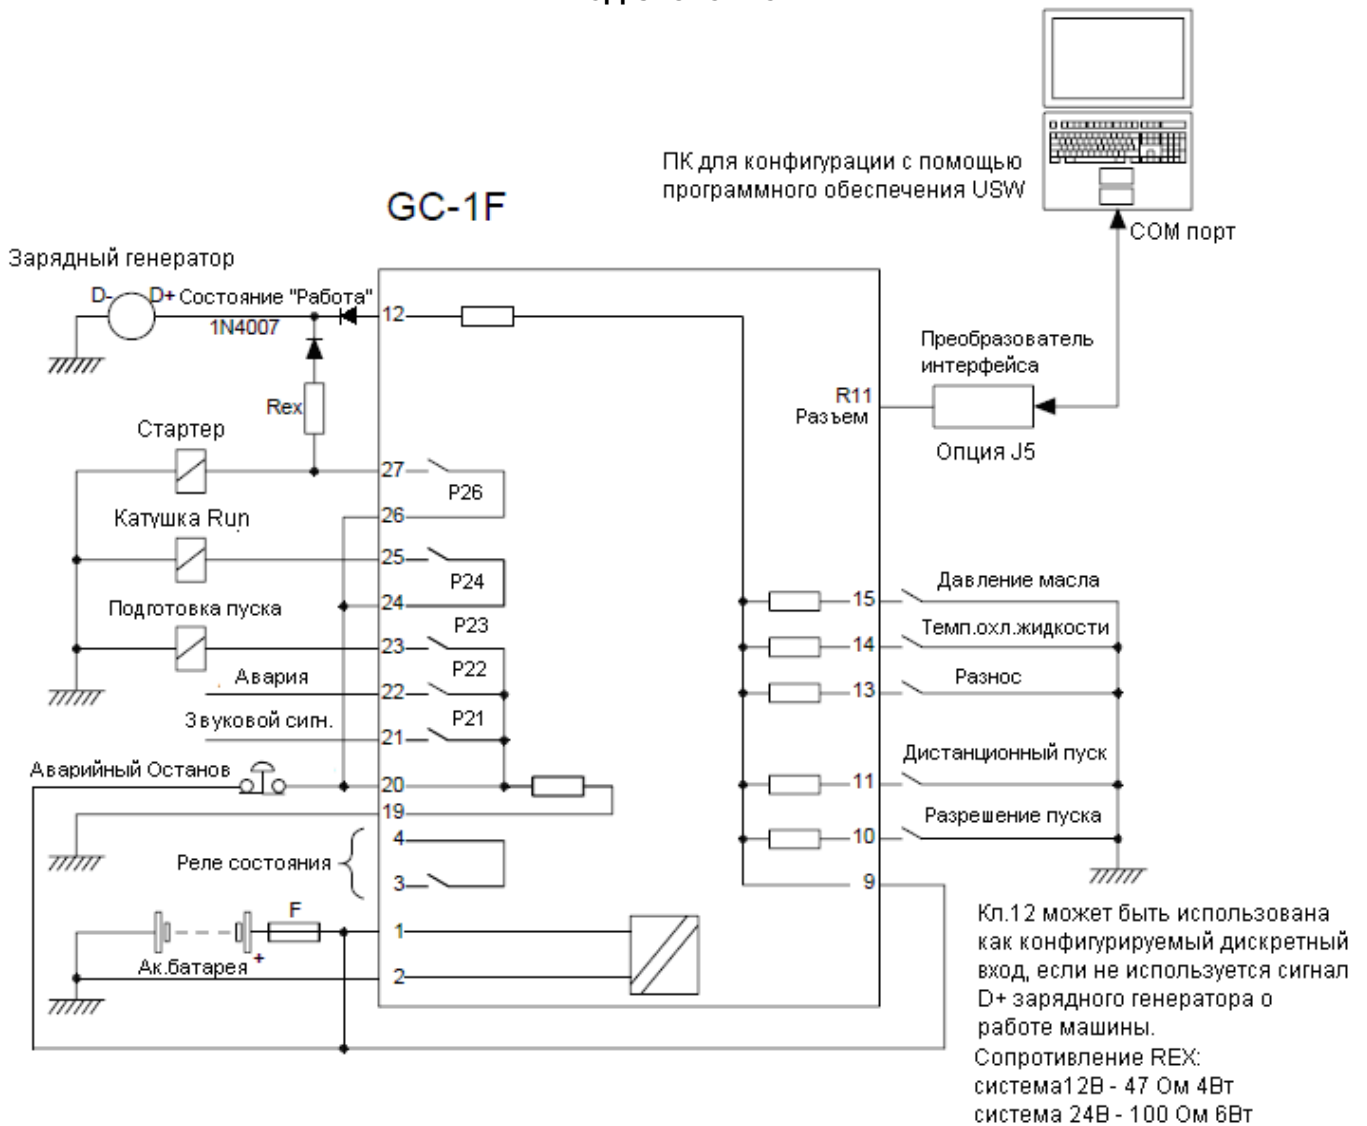 ПК для конфигурации с помощью
программного обеспечения USW
GC-1F
COM порт
Зарядный генератор
D-
D+
Состояние "Работа"
1N4007
12
Преобразователь
интерфейса
R11
Разъем
Опция J5
Rex
Стартер
27
P26
26
Катушка Run
25
P24
24
Подготовка пуска
P23
23
P22
Авария
22
P21
Звуковой сигн.
21
Аварийный Останов
20
19
4
Реле состояния
3
F
1
Ак.батарея
+
2
Давление масла
15
Темп.охл.жидкости
14
Разнос
13
Дистанционный пуск
11
Разрешение пуска
10
9
Кл.12 может быть использована
как конфигурируемый дискретный
вход, если не используется сигнал
D+ зарядного генератора о
работе машины.
Сопротивление REX:
система12В - 47 Ом 4Вт
система 24В - 100 Ом 6Вт